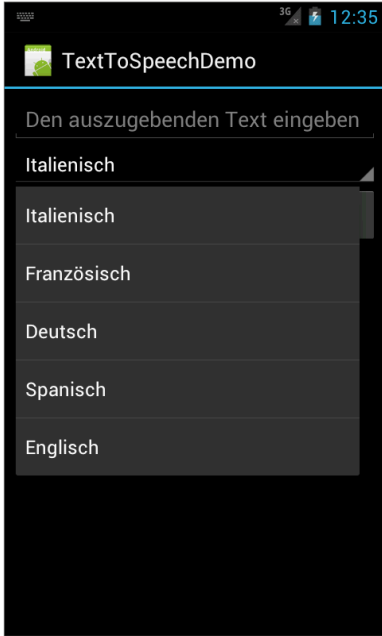 3G 12:35
TextToSpeechDemo
Den auszugebenden Text eingeben
Italienisch
Italienisch
Französisch
Deutsch
Spanisch
Englisch